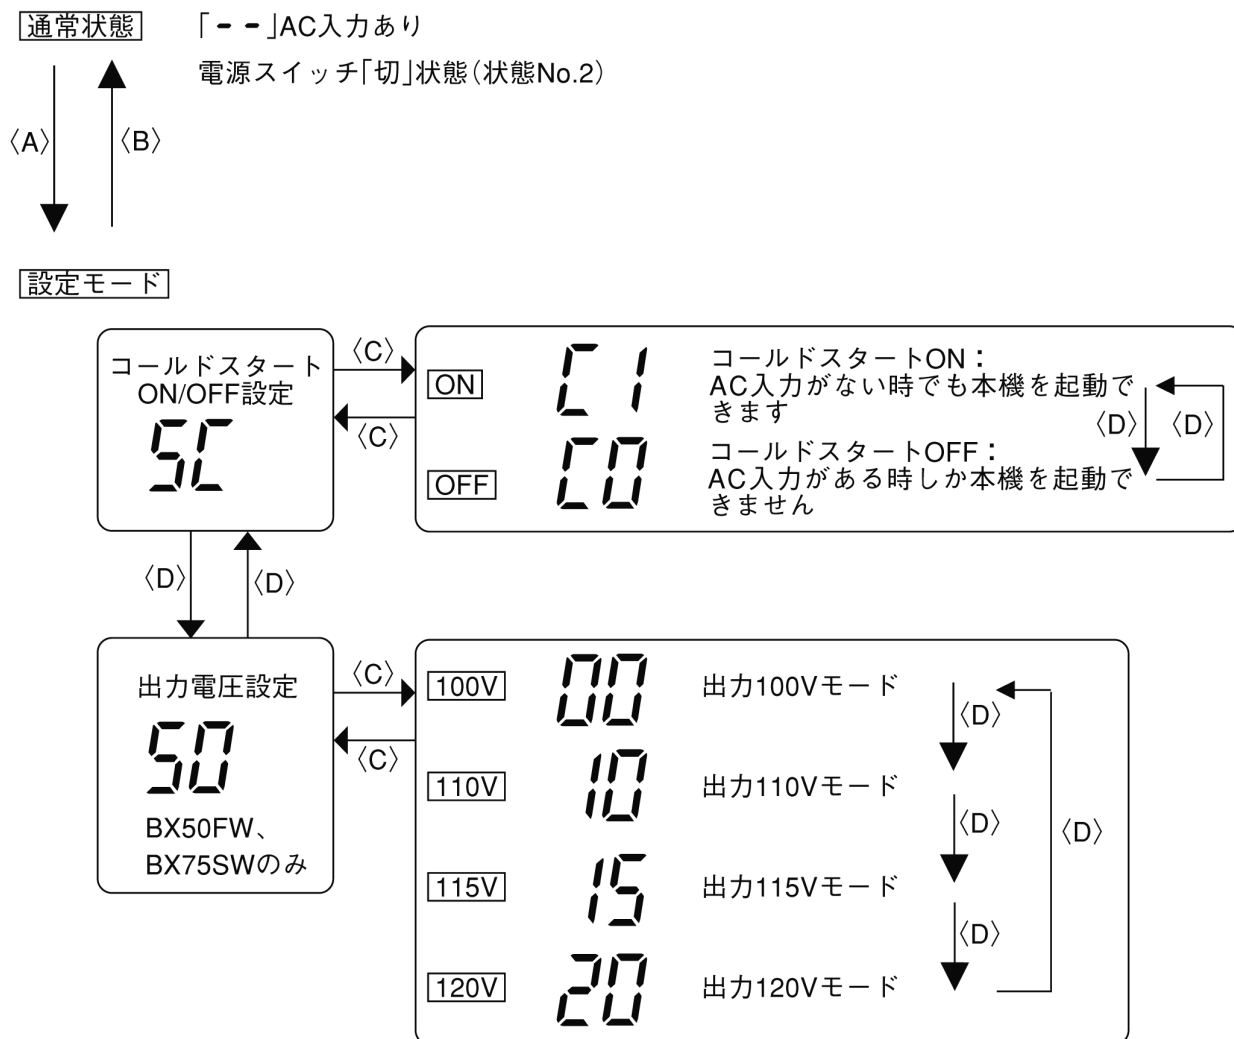 通常状態 「--」AC入力あり
電源スイッチ「切」状態(状態No.2)
〈A〉 〈B〉
設定モード
コールドスタート
ON/OFF設定
SC
〈C〉
〈C〉
ON C1 コールドスタートON:
AC入力がない時でも本機を起動で
きます
OFF C0 コールドスタートOFF:
AC入力がある時しか本機を起動で
きません
〈D〉 〈D〉
〈D〉 〈D〉
出力電圧設定
S0
BX50FW、
BX75SWのみ
〈C〉
〈C〉
100V 00 出力100Vモード
〈D〉
110V 10 出力110Vモード
〈D〉 〈D〉
115V 15 出力115Vモード
〈D〉
120V 20 出力120Vモード